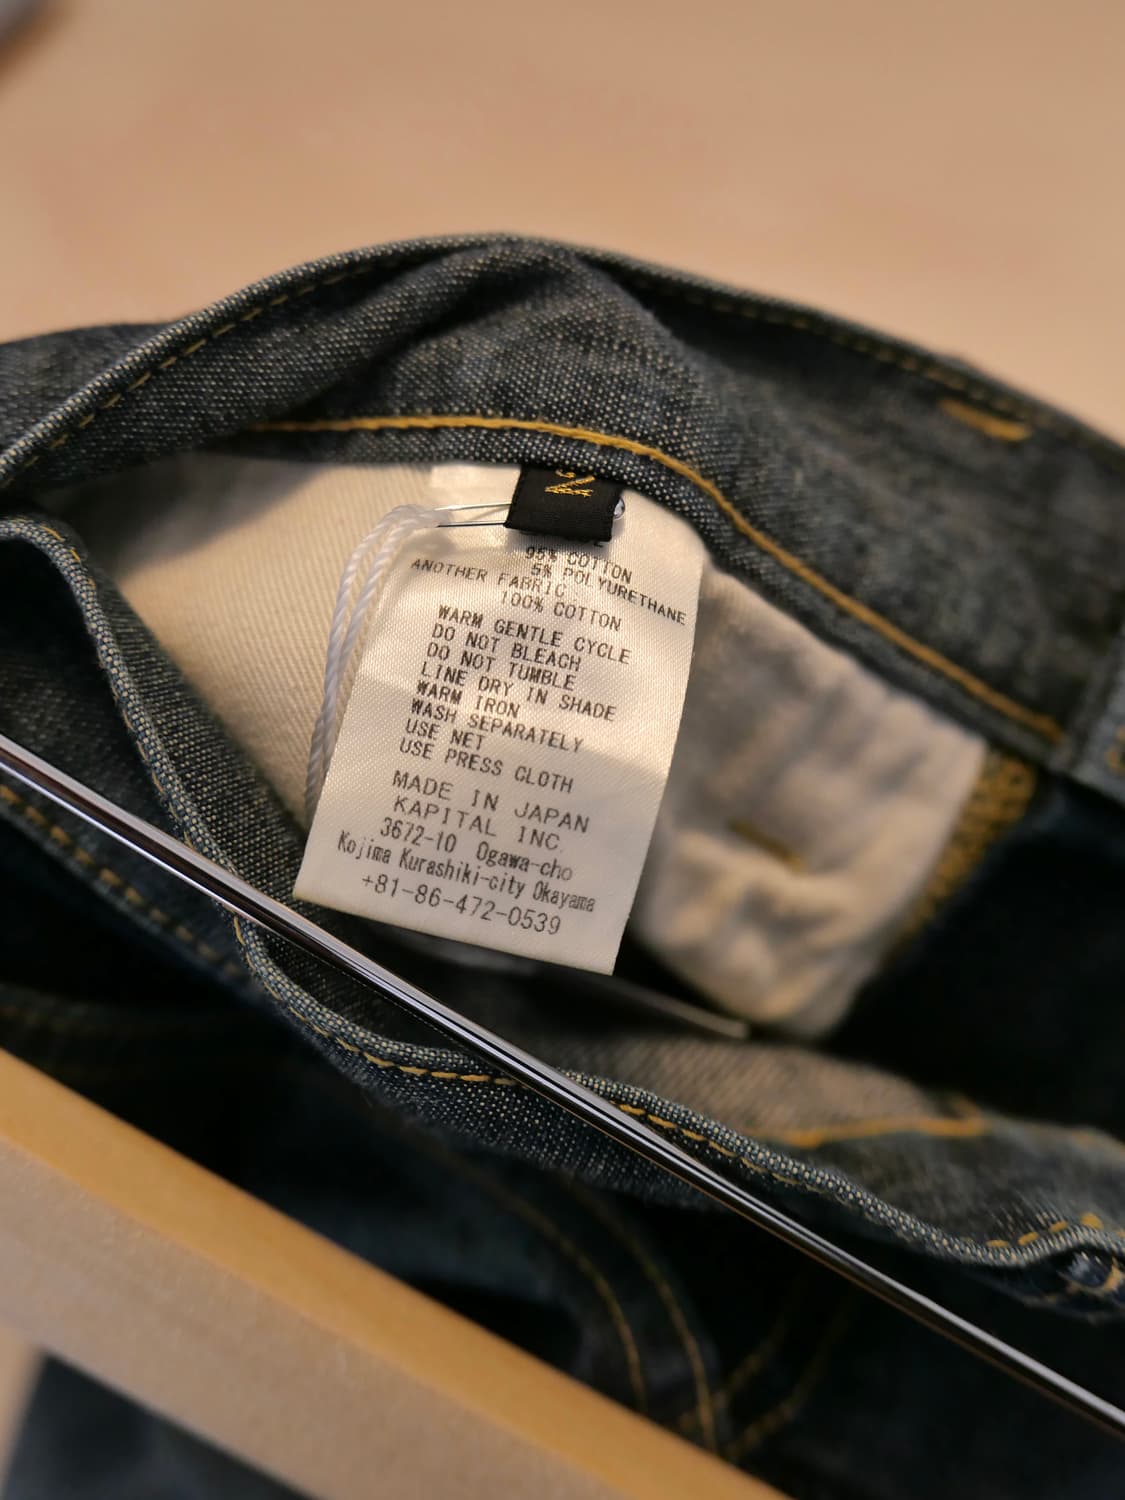 95% COTTON
5% POLYURETHANE
ANOTHER FABRIC
100% COTTON
WARM GENTLE CYCLE
DO NOT BLEACH
DO NOT TUMBLE
LINE DRY IN SHADE
WARM IRON
WASH SEPARATELY
USE NET
USE PRESS CLOTH
MADE IN JAPAN
KAPITAL INC.
3672-10 Ogawa-cho
Kojima Kurashiki-city Okayama
+81-86-472-0539